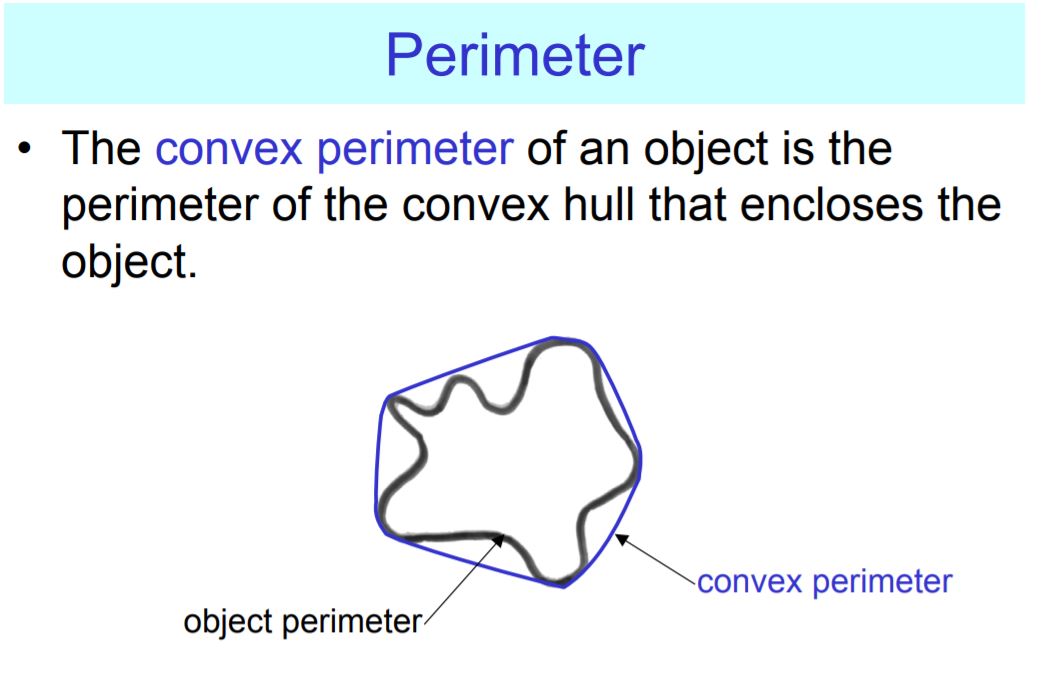 Perimeter
• The convex perimeter of an object is the
perimeter of the convex hull that encloses the
object.
convex perimeter
object perimeter